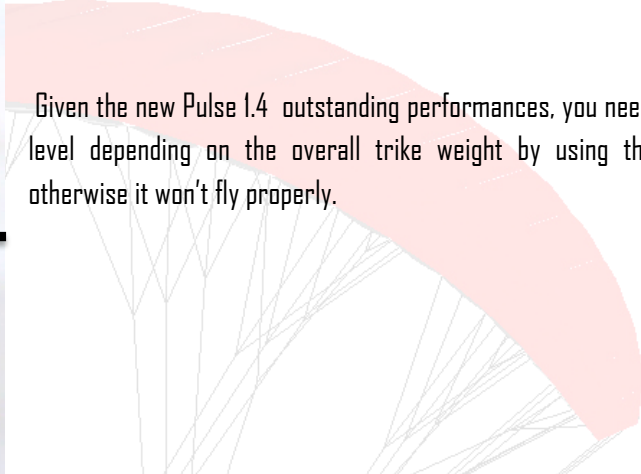 Given the new Pulse 1.4 outstanding performances, you nee
level depending on the overall trike weight by using th
otherwise it won't fly properly.